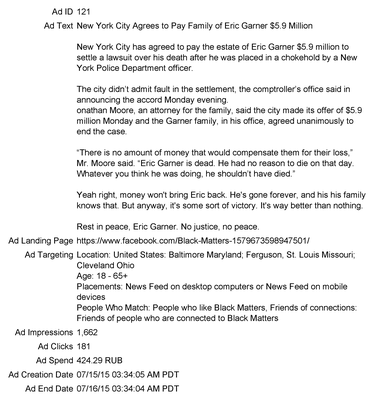 Ad ID 121
Ad Text New York City Agrees to Pay Family of Eric Garner $5.9 Million
New York City has agreed to pay the estate of Eric Garner $5.9 million to
settle a lawsuit over his death after he was placed in a chokehold by a New
York Police Department officer.
The city didn't admit fault in the settlement, the comptroller's office said in
announcing the accord Monday evening.
onathan Moore, an attorney for the family, said the city made its offer of $5.9
million Monday and the Garner family, in his office, agreed unanimously to
end the case.
“There is no amount of money that would compensate them for their loss,”
Mr. Moore said. “Eric Garner is dead. He had no reason to die on that day.
Whatever you think he was doing, he shouldn't have died.”
Yeah right, money won't bring Eric back. He's gone forever, and his his family
knows that. But anyway, it's some sort of victory. It's way better than nothing.
Rest in peace, Eric Garner. No justice, no peace.
Ad Landing Page https://www.facebook.com/Black-Matters-1579673598947501/
Ad Targeting Location: United States: Baltimore Maryland; Ferguson, St. Louis Missouri;
Cleveland Ohio
Age: 18 - 65+
Placements: News Feed on desktop computers or News Feed on mobile
devices
People Who Match: People who like Black Matters, Friends of connections:
Friends of people who are connected to Black Matters
Ad Impressions 1,662
Ad Clicks 181
Ad Spend 424.29 RUB
Ad Creation Date 07/15/15 03:34:05 AM PDT
Ad End Date 07/16/15 03:34:04 AM PDT